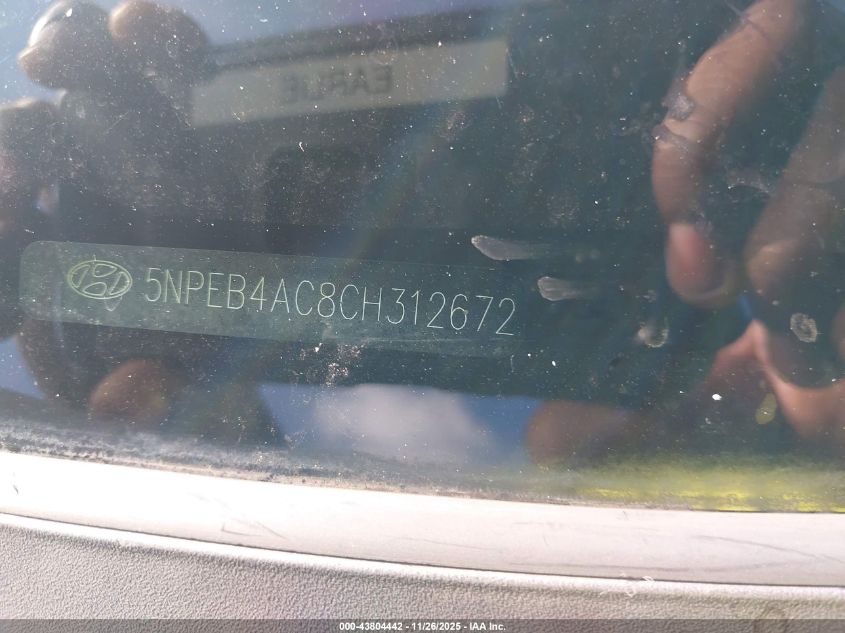 EARLIE
5NPEB4AC8CH312672
000-43804442 - 11/26/2025 - IAA Inc.